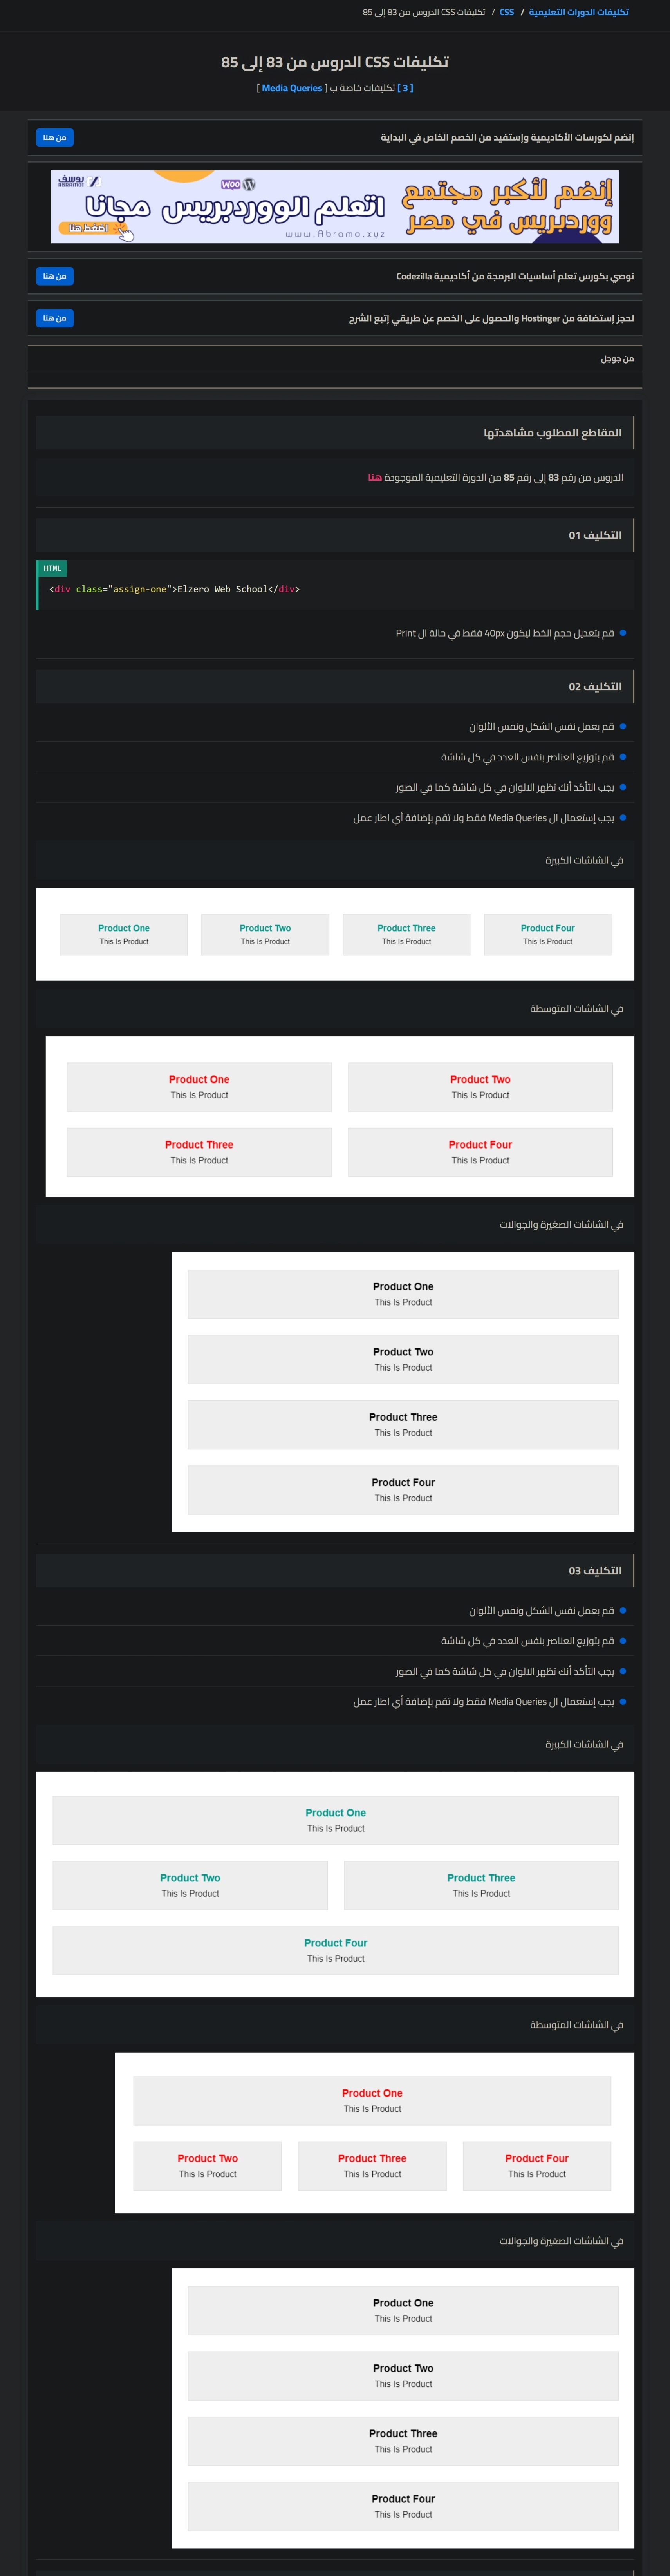 تكليفات الدورات التعليمية / CSS / تكليفات CSS الدروس من 83 إلى 85
تكليفات CSS الدروس من 83 إلى 85
[ 3 ] تكليفات خاصة ب [ Media Queries ]
إنضم لكورسات الأكاديمية وإستفيد من الخصم الخاص في البداية
من هنا
إنضم لأكبر مجتمع
ووردبريس في مصر
WOO
اتعلم الووردبريس مجانا
www.Abromo.xyz
يوسف
اضغط هنا
نوصي بكورس تعلم أساسيات البرمجة من أكاديمية Codezilla
من هنا
لحجز إستضافة من Hostinger والحصول على الخصم عن طريقي إتبع الشرح
من هنا
من جوجل
المقاطع المطلوب مشاهدتها
الدروس من رقم 83 إلى رقم 85 من الدورة التعليمية الموجودة هنا
التكليف 01
HTML
<div class="assign-one">Elzero Web School</div>
قم بتعديل حجم الخط ليكون 40px فقط في حالة ال Print
التكليف 02
قم بعمل نفس الشكل ونفس الألوان
قم بتوزيع العناصر بنفس العدد في كل شاشة
يجب التأكد أنك تظهر الالوان في كل شاشة كما في الصور
يجب إستعمال ال Media Queries فقط ولا تقم بإضافة أي اطار عمل
في الشاشات الكبيرة
Product One Product Two Product Three Product Four
This Is Product This Is Product This Is Product This Is Product
في الشاشات المتوسطة
Product One Product Two
This Is Product This Is Product
Product Three Product Four
This Is Product This Is Product
في الشاشات الصغيرة والجوالات
Product One
This Is Product
Product Two
This Is Product
Product Three
This Is Product
Product Four
This Is Product
التكليف 03
قم بعمل نفس الشكل ونفس الألوان
قم بتوزيع العناصر بنفس العدد في كل شاشة
يجب التأكد أنك تظهر الالوان في كل شاشة كما في الصور
يجب إستعمال ال Media Queries فقط ولا تقم بإضافة أي اطار عمل
في الشاشات الكبيرة
Product One
This Is Product
Product Two Product Three
This Is Product This Is Product
Product Four
This Is Product
في الشاشات المتوسطة
Product One
This Is Product
Product Two Product Three Product Four
This Is Product This Is Product This Is Product
في الشاشات الصغيرة والجوالات
Product One
This Is Product
Product Two
This Is Product
Product Three
This Is Product
Product Four
This Is Product